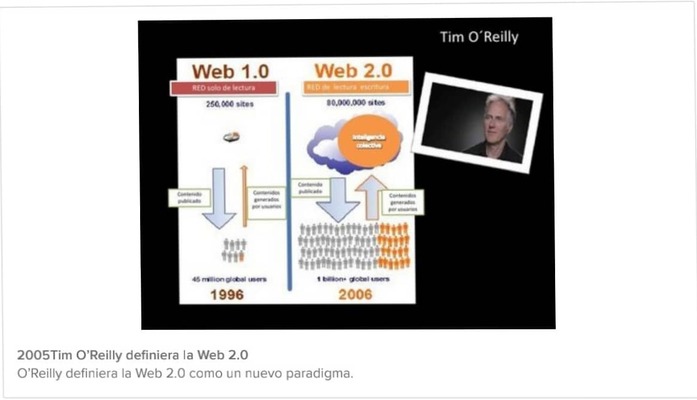 Tim O´Reilly
Web 1.0
RED solo de lectura
250,000 sites
Contenido
publicado
Contenidos
generados
por usuarios
45 million global users
1996
Web 2.0
RED de lectura escritura
80,000,000 sites
Inteligencia
colectiva
Contenido
publicado
Contenidos
generados
por usuarios
1 billion+ global users
2006
2005Tim O'Reilly definiera la Web 2.0
O'Reilly definiera la Web 2.0 como un nuevo paradigma.